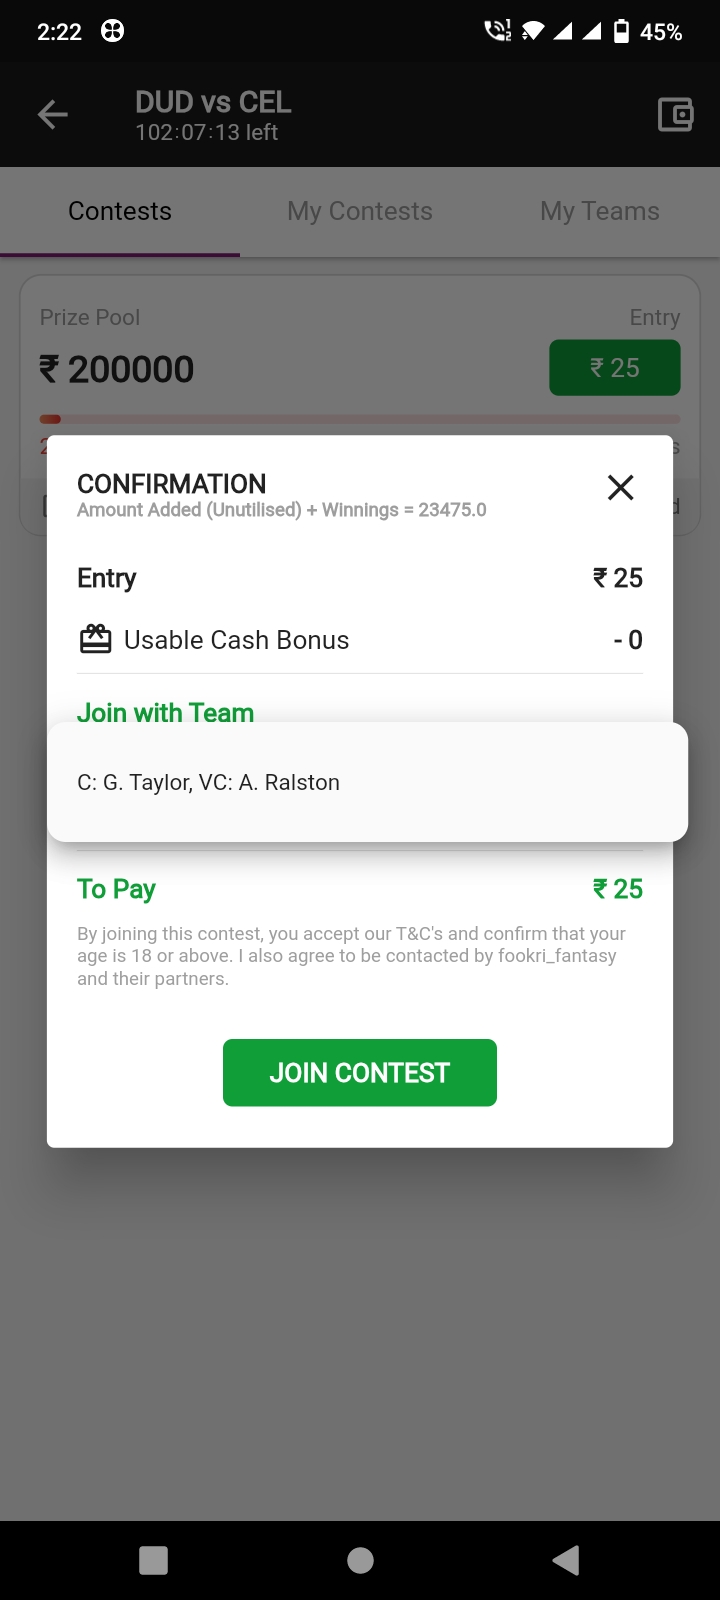 2:22
45%
DUD vs CEL
102:07:13 left
Contests My Contests My Teams
Prize Pool Entry
₹ 200000 ₹ 25
CONFIRMATION
Amount Added (Unutilised) + Winnings = 23475.0
Entry ₹ 25
Usable Cash Bonus - 0
Join with Team
C: G. Taylor, VC: A. Ralston
To Pay ₹ 25
By joining this contest, you accept our T&C's and confirm that your
age is 18 or above. I also agree to be contacted by fookri_fantasy
and their partners.
JOIN CONTEST